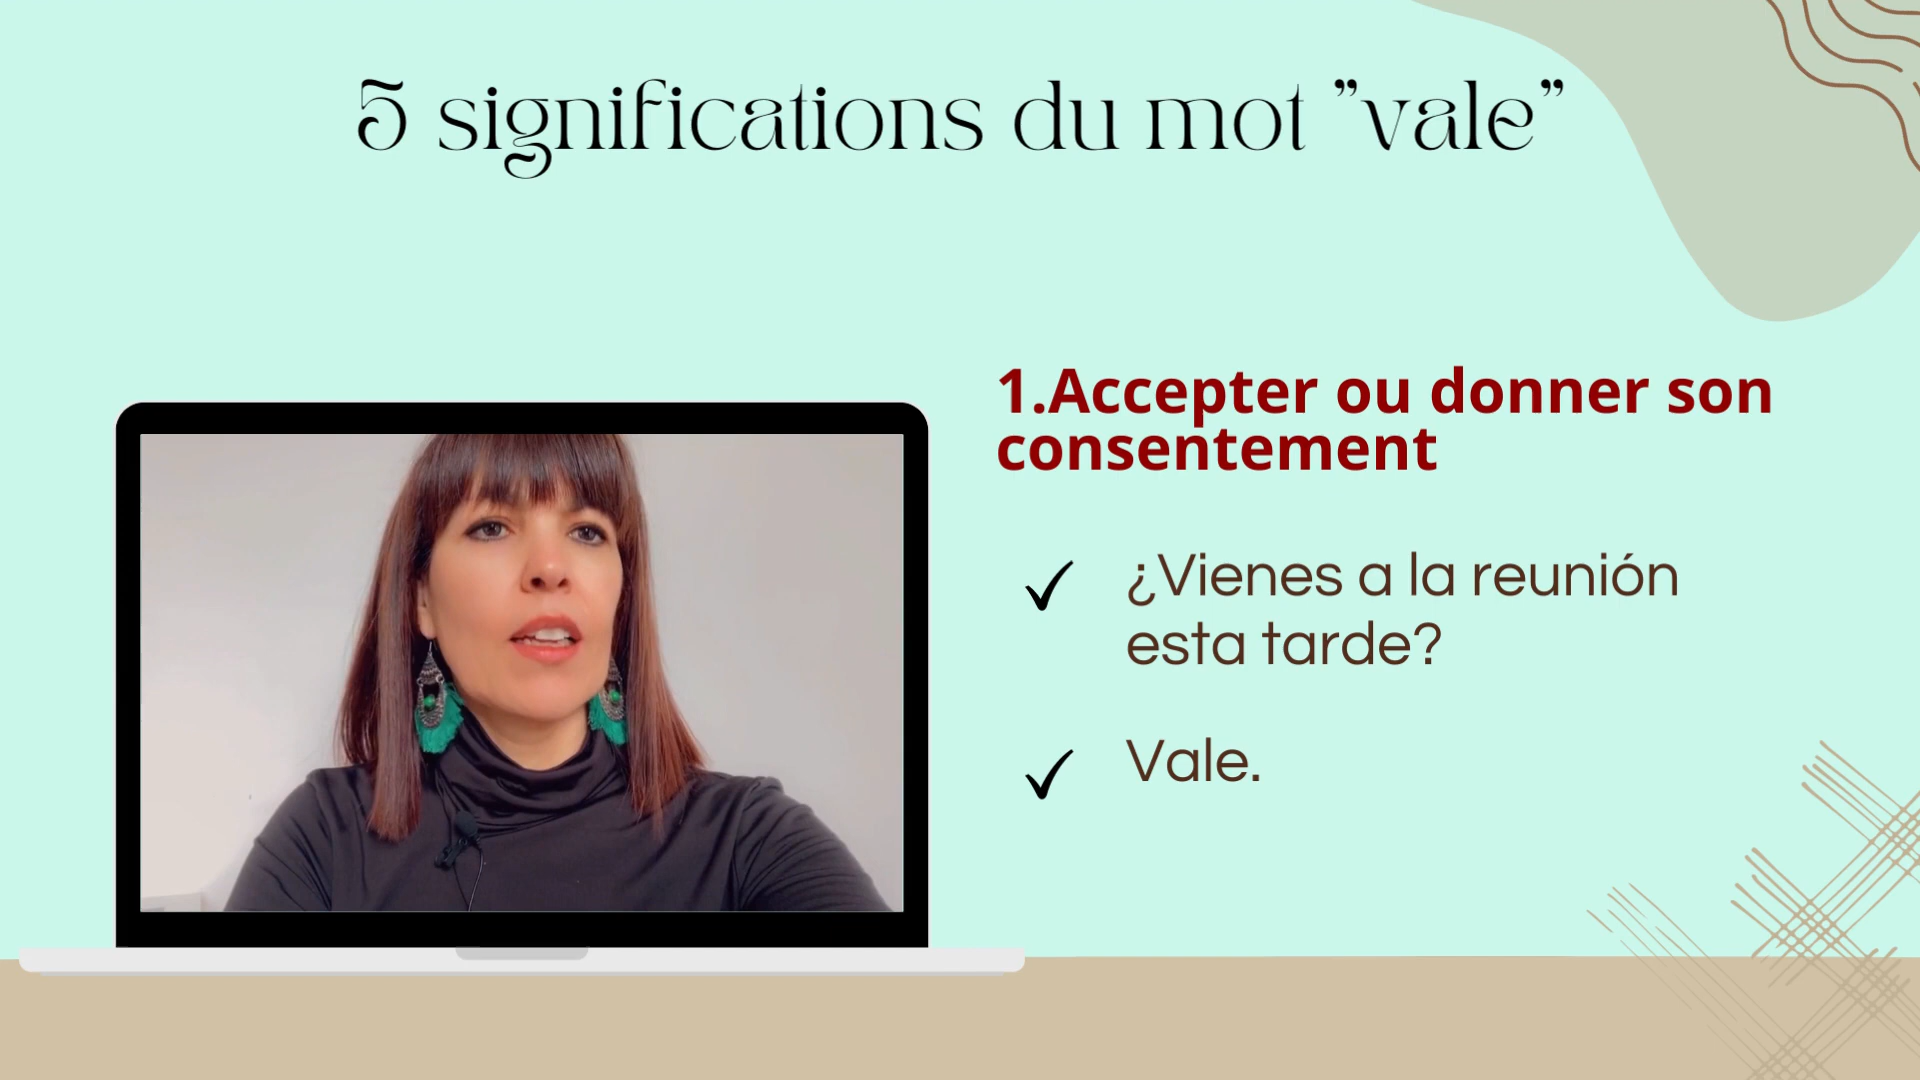 5 significations du mot ”vale”
1.Accepter ou donner son
consentement
¿Vienes a la reunión
esta tarde?
Vale.